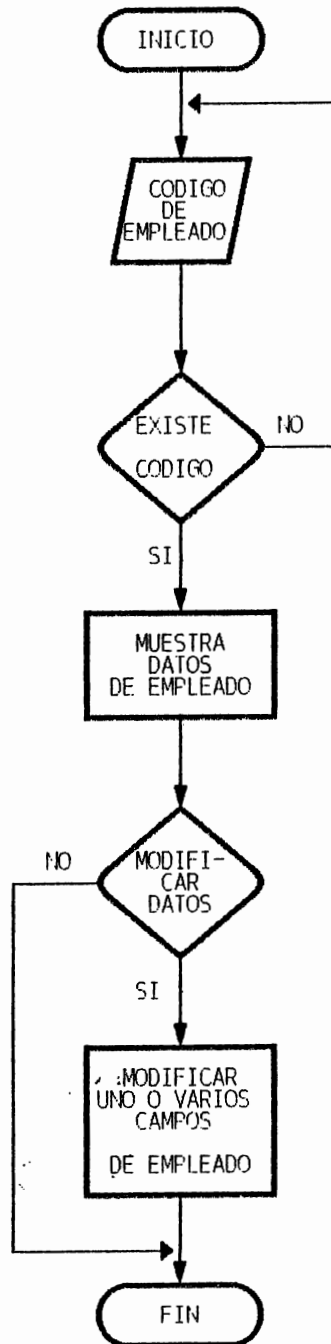 INICIO
CODIGO
DE
EMPLEADO
EXISTE
CODIGO
NO
SI
MUESTRA
DATOS
DE EMPLEADO
NO
MODIFI-
CAR
DATOS
SI
MODIFICAR
UNO O VARIOS
CAMPOS
DE EMPLEADO
FIN